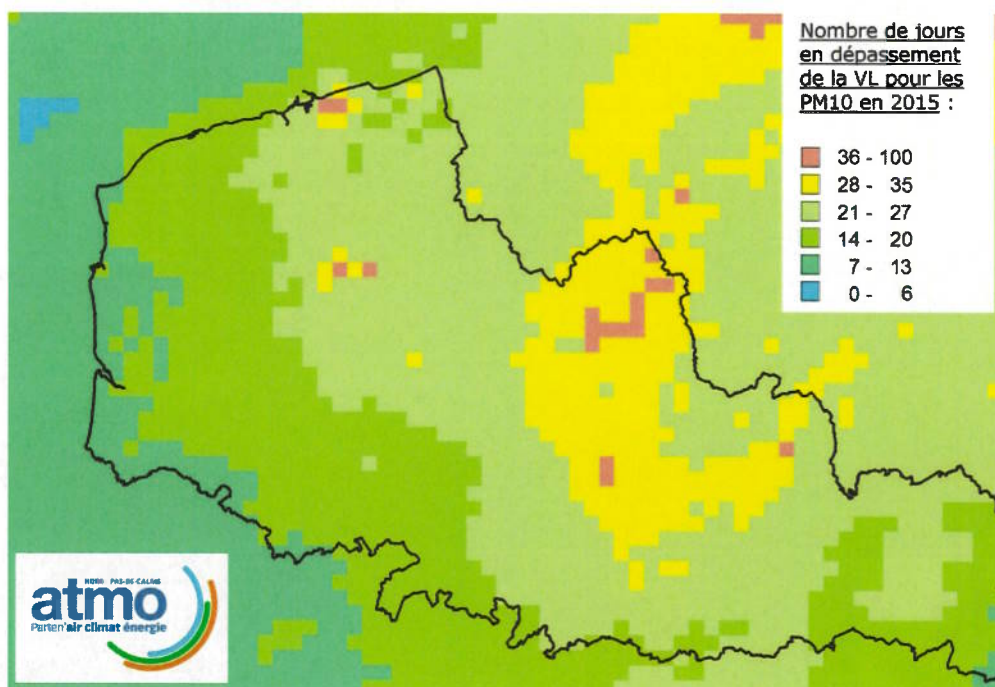 Nombre de jours
en dépassement
de la VL pour les
PM10 en 2015 :
36 - 100
28 - 35
21 - 27
14 - 20
7 - 13
0 - 6
NORD PAS-DE-CALAIS
atmo
Parten'air climat énergie